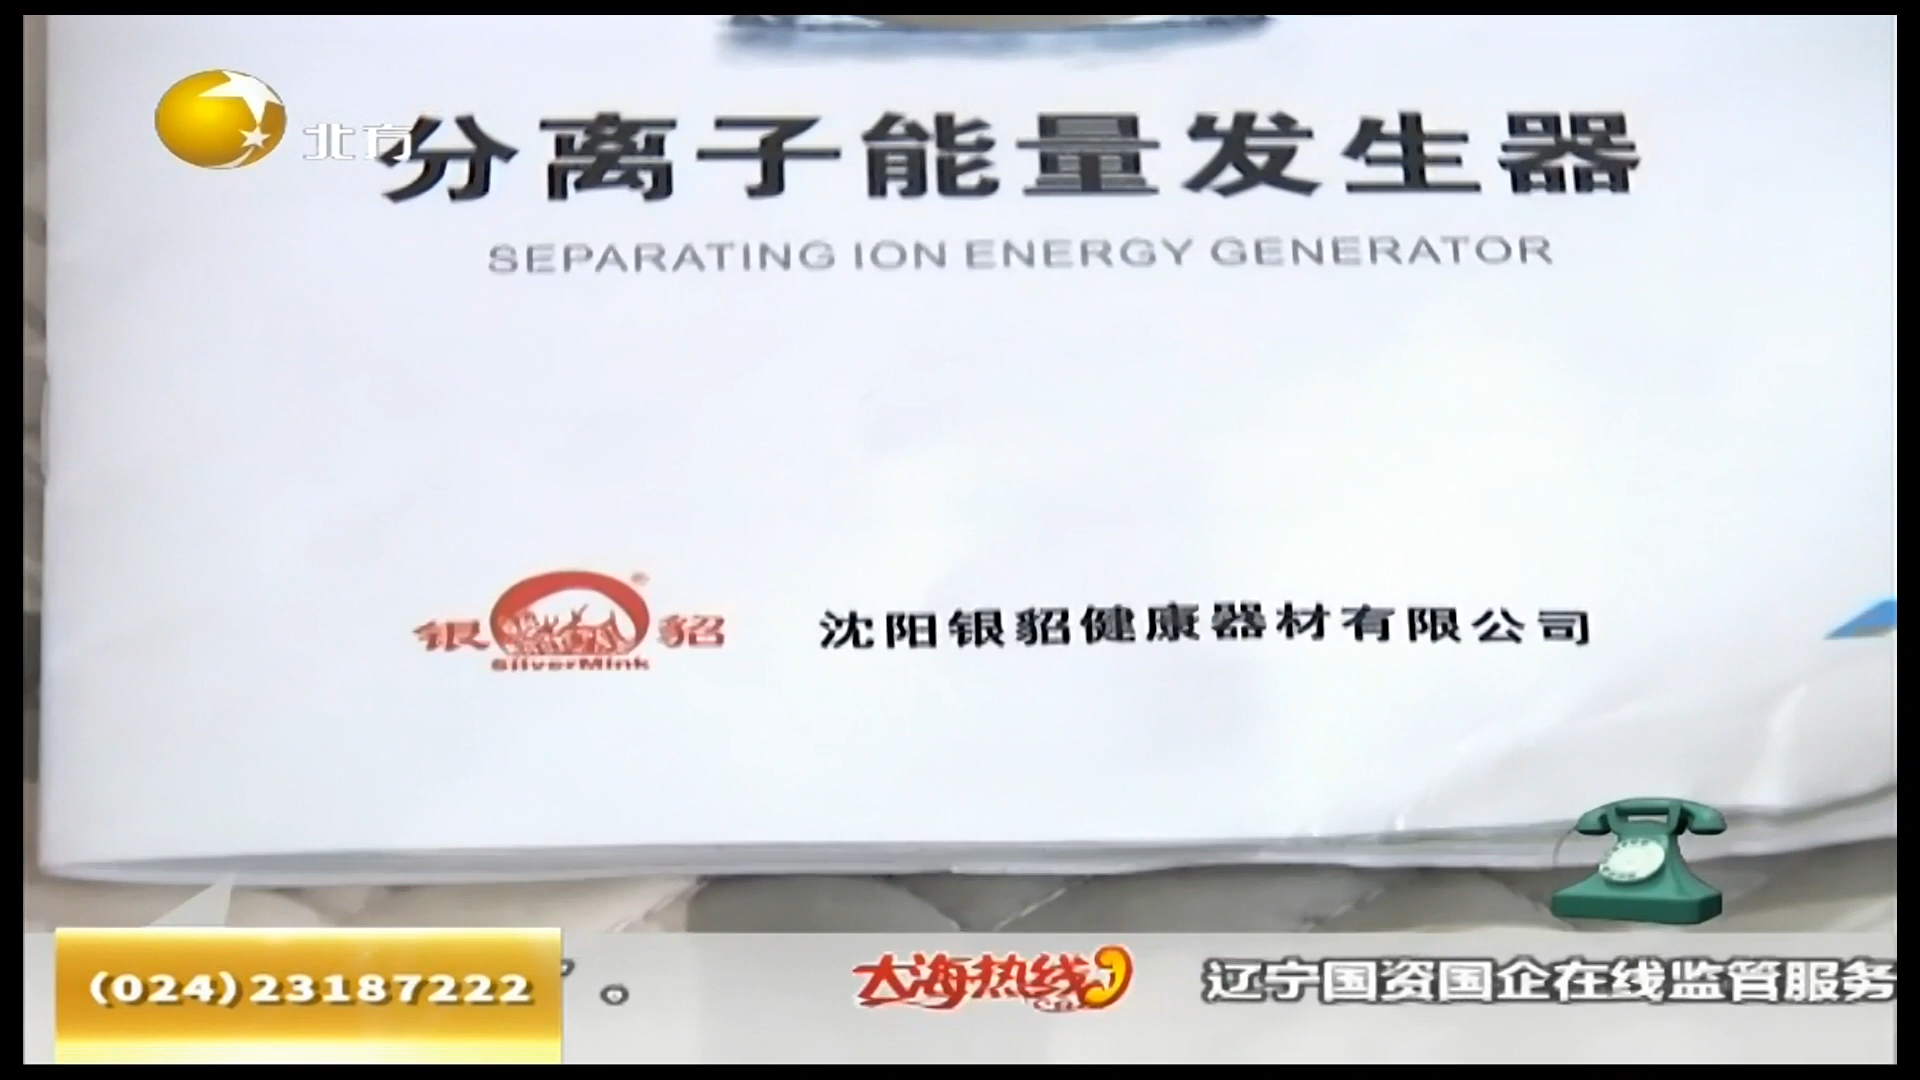 北方
分离子能量发生器
SEPARATING ION ENERGY GENERATOR
银貂
SilverMink
沈阳银貂健康器材有限公司
(024)23187222
。
大海热线
辽宁国资国企在线监管服务